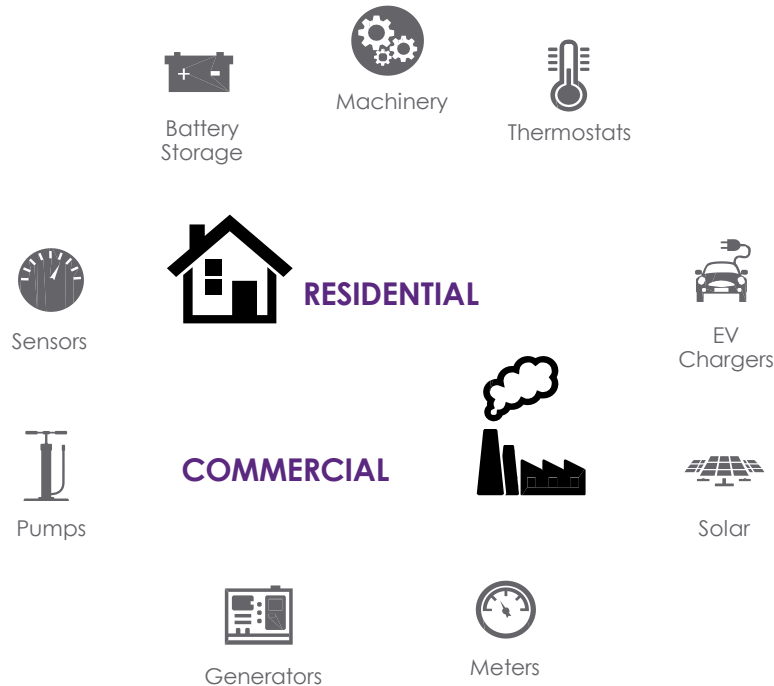 Machinery
Battery
Storage
Thermostats
RESIDENTIAL
Sensors
EV
Chargers
COMMERCIAL
Pumps
Solar
Generators
Meters